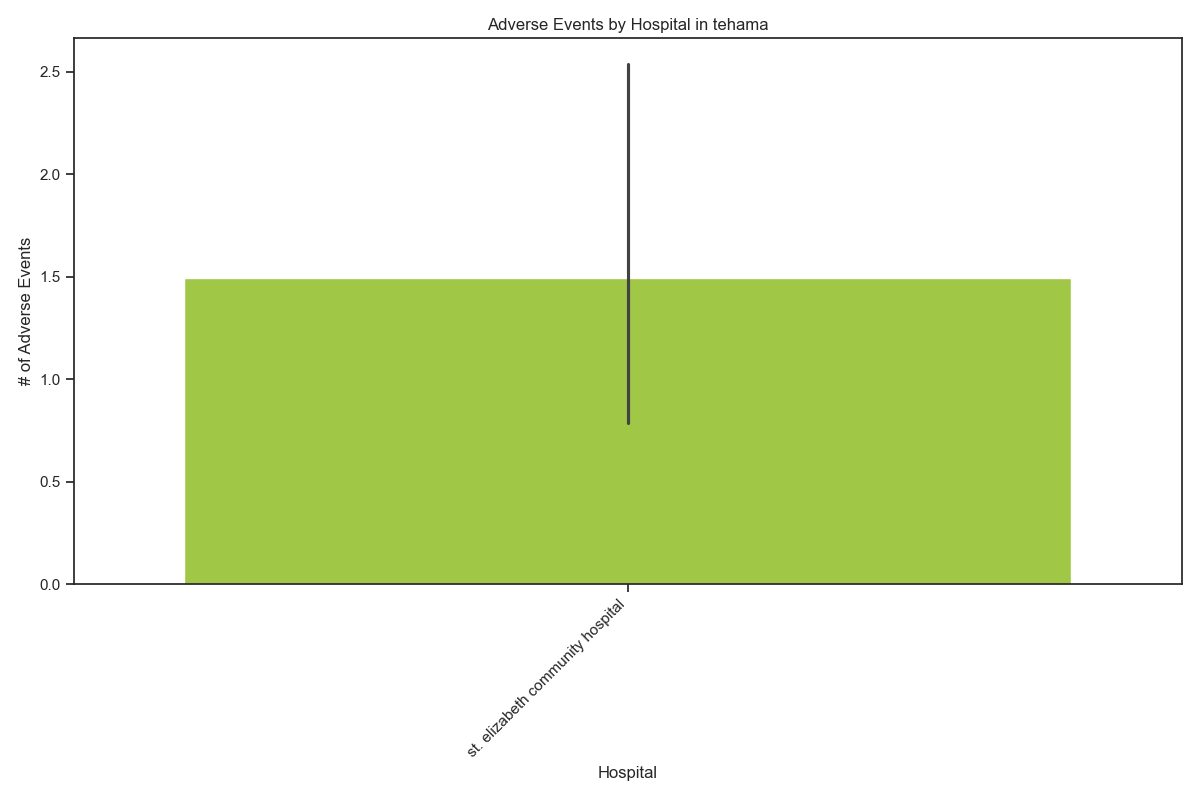 Adverse Events by Hospital in tehama
# of Adverse Events
2.5
2.0
1.5
1.0
0.5
0.0
st. elizabeth community hospital
Hospital